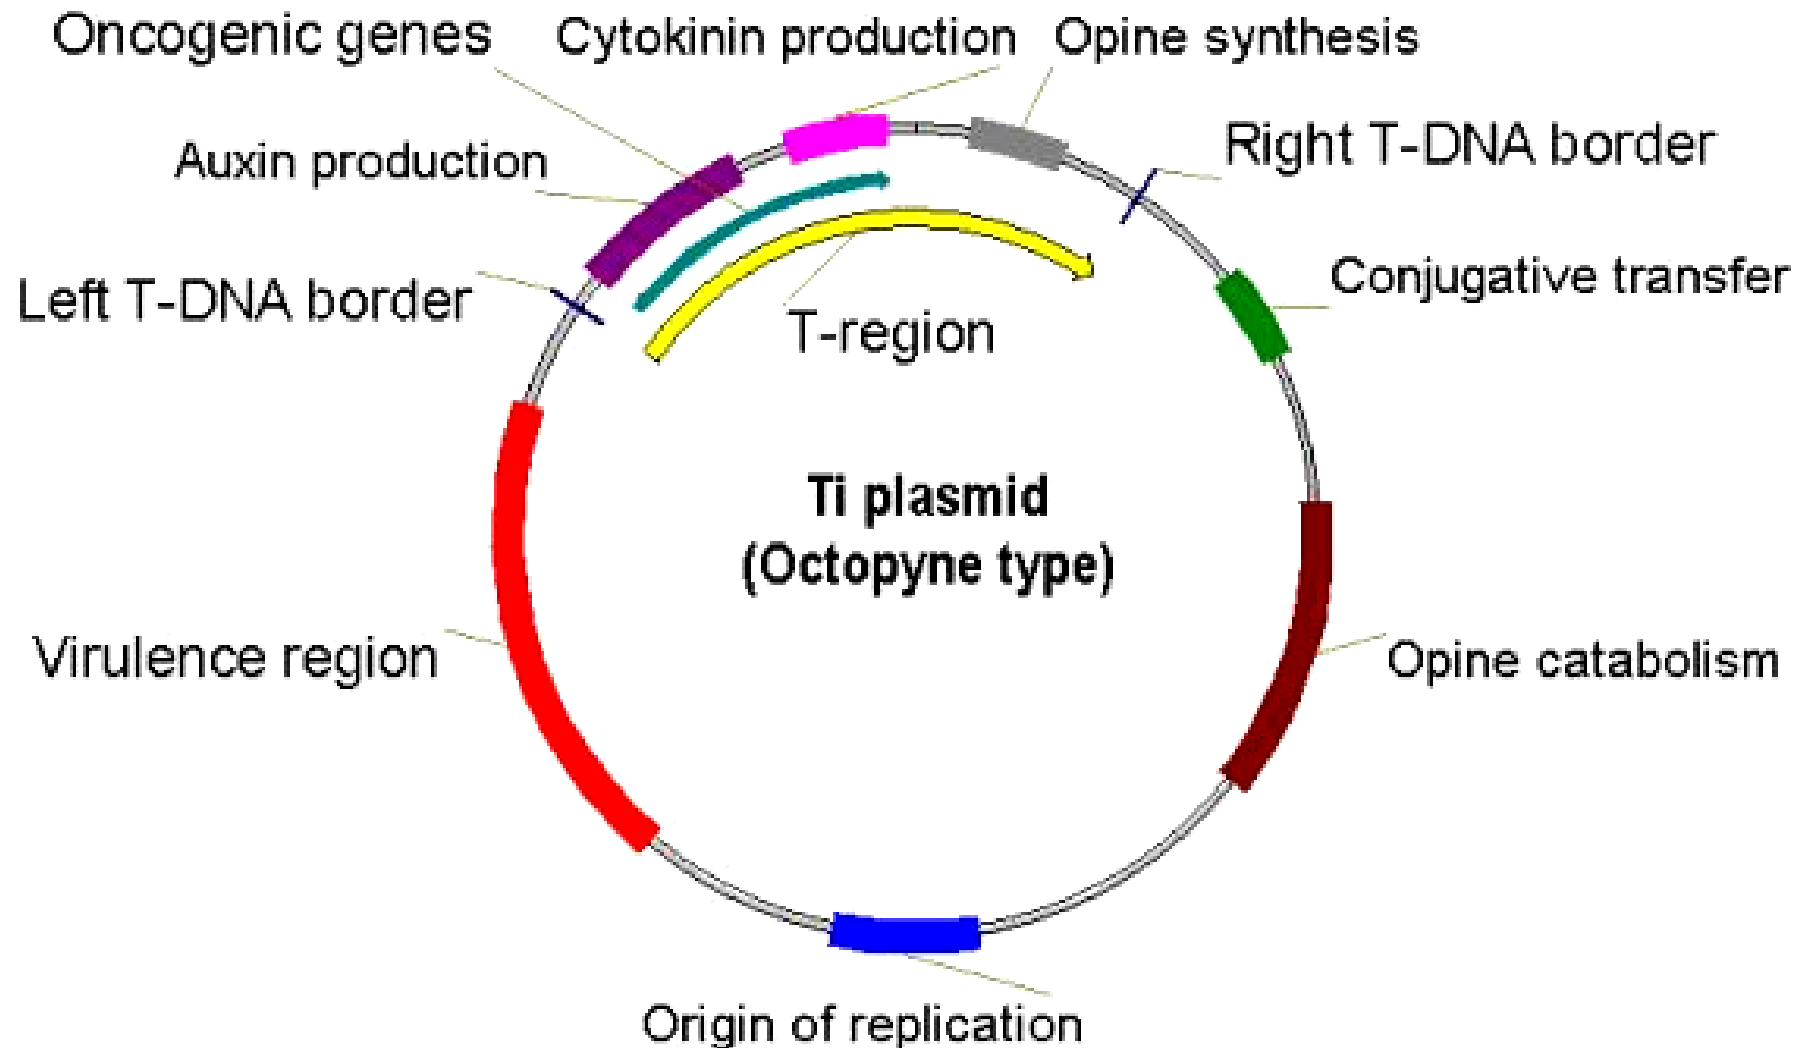 Oncogenic genes
Cytokinin production
Opine synthesis
Auxin production
Right T-DNA border
Left T-DNA border
Conjugative transfer
T-region
Ti plasmid
(Octopyne type)
Virulence region
Opine catabolism
Origin of replication